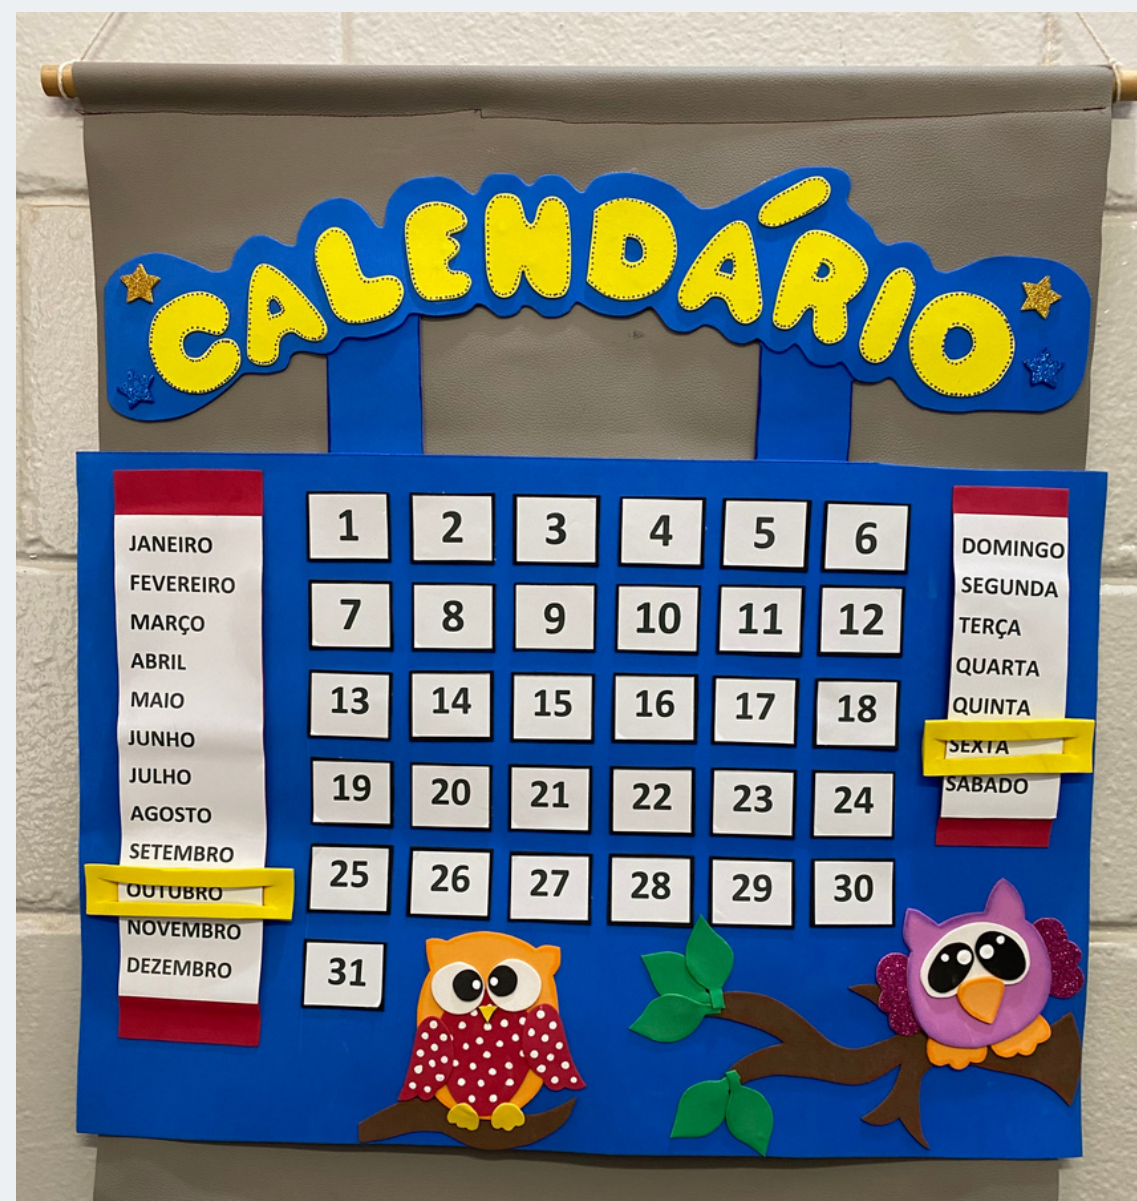 CALENDÁRIO
JANEIRO
FEVEREIRO
MARÇO
ABRIL
MAIO
JUNHO
JULHO
AGOSTO
SETEMBRO
OUTUBRO
NOVEMBRO
DEZEMBRO
1 2 3 4 5 6
7 8 9 10 11 12
13 14 15 16 17 18
19 20 21 22 23 24
25 26 27 28 29 30
31
DOMINGO
SEGUNDA
TERÇA
QUARTA
QUINTA
SEXTA
SABADO